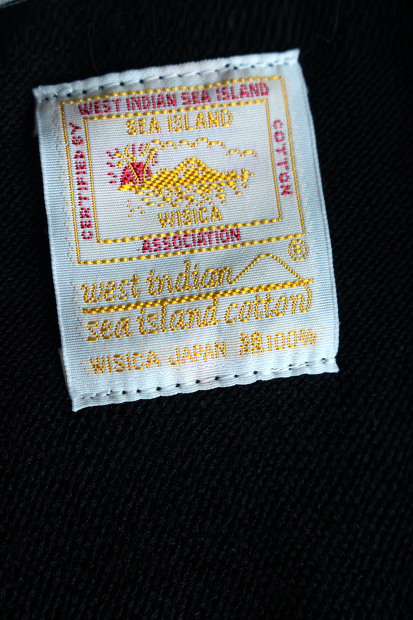 WEST INDIAN SEA ISLAND
COTTON
ASSOCIATION
CERTIFIED BY
SEA ISLAND
WISICA
®
west indian
sea island cotton
WISICA JAPAN 綿100%